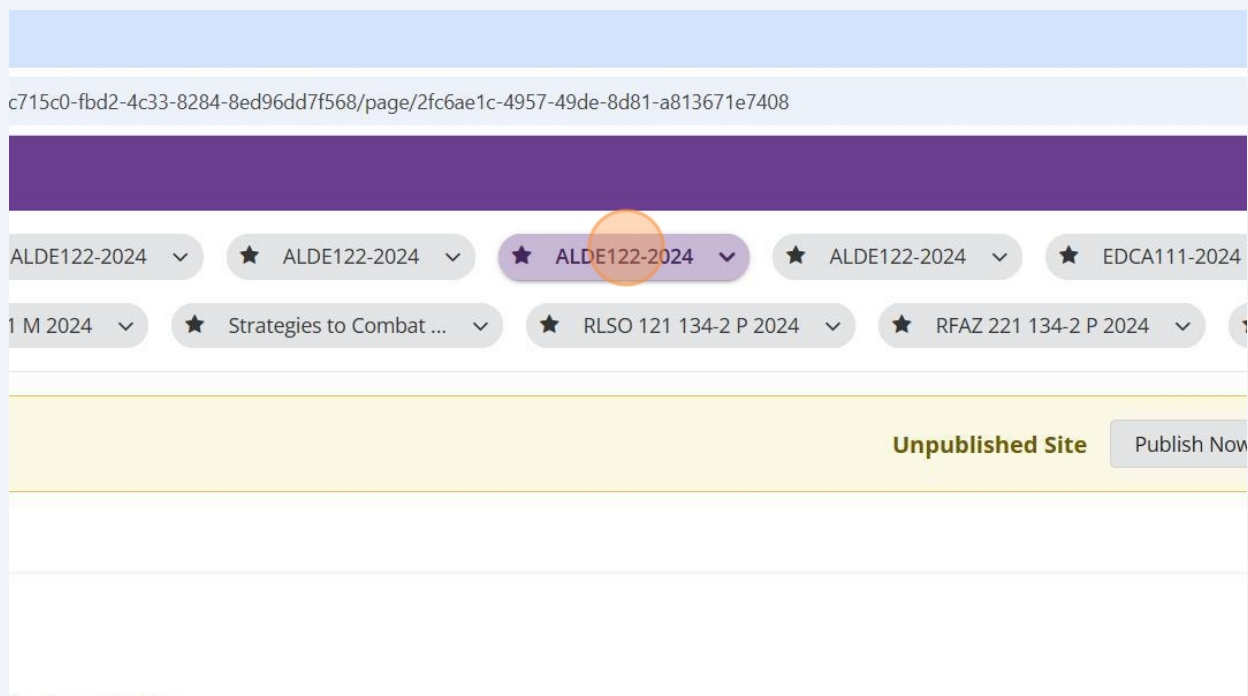 c715c0-fbd2-4c33-8284-8ed96dd7f568/page/2fc6ae1c-4957-49de-8d81-a813671e7408
ALDE122-2024 ALDE122-2024 ALDE122-2024 ALDE122-2024 EDCA111-2024
1 M 2024 Strategies to Combat ... RLSO 121 134-2 P 2024 RFAZ 221 134-2 P 2024
Unpublished Site Publish Now